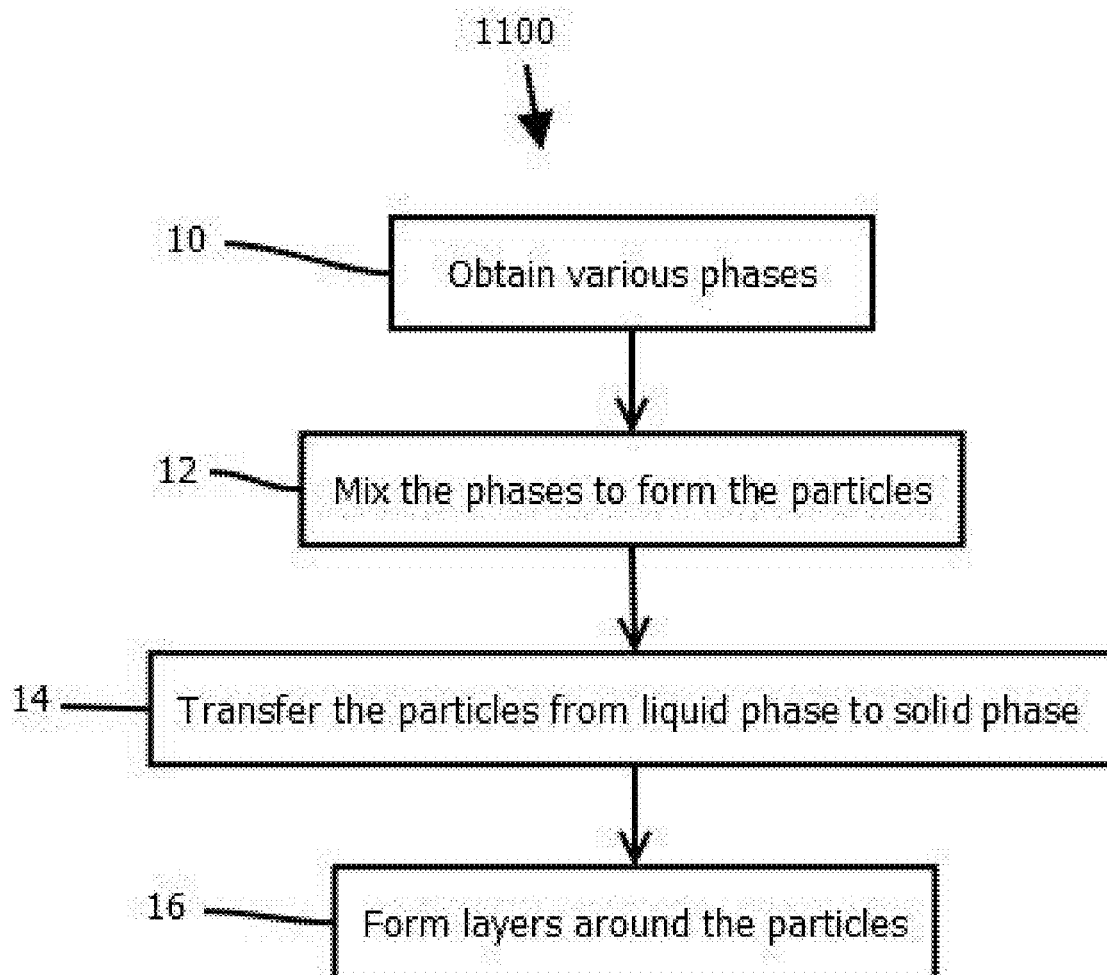 1100
10
Obtain various phases
12
Mix the phases to form the particles
14
Transfer the particles from liquid phase to solid phase
16
Form layers around the particles